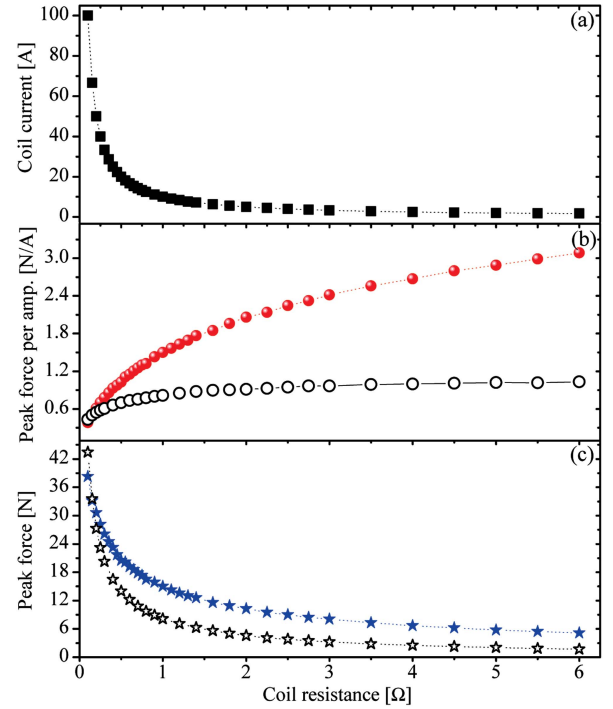 (a)
Coil current [A]
100
80
60
40
20
0
(b)
Peak force per amp. [N/A]
3.0
2.4
1.8
1.2
0.6
(c)
Peak force [N]
42
36
30
24
18
12
6
0
0 1 2 3 4 5 6
Coil resistance [Ω]